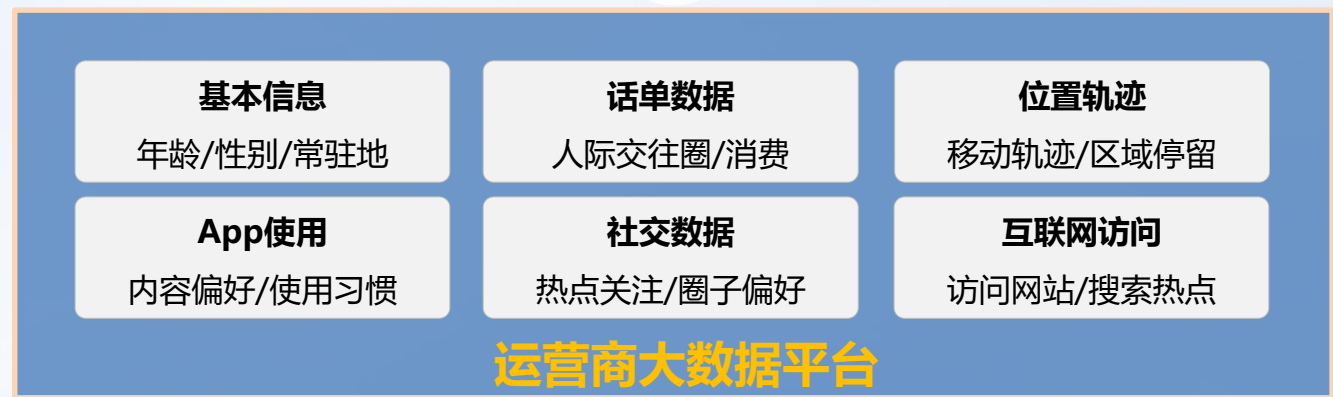 基本信息
年龄/性别/常驻地
话单数据
人际交往圈/消费
位置轨迹
移动轨迹/区域停留
App使用
内容偏好/使用习惯
社交数据
热点关注/圈子偏好
互联网访问
访问网站/搜索热点
运营商大数据平台